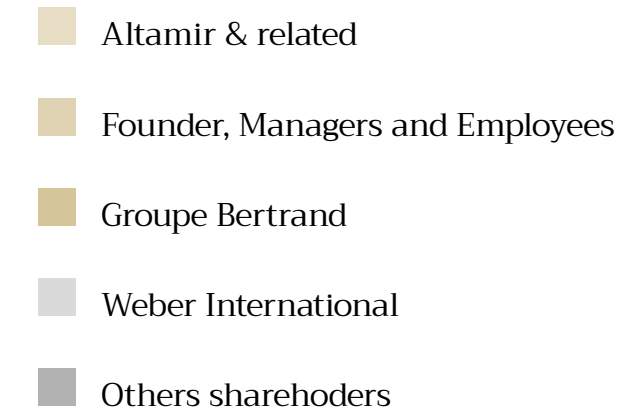 Altamir & related
Founder, Managers and Employees
Groupe Bertrand
Weber International
Others sharehoders